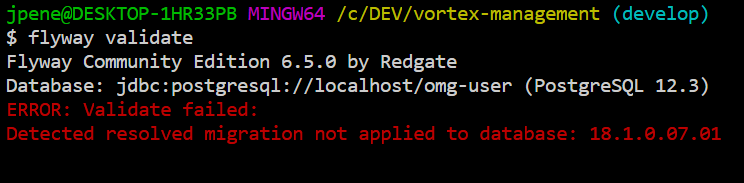 jpene@DESKTOP-1HR33PB MINGW64 /c/DEV/vortex-management (develop)
$ flyway validate
Flyway Community Edition 6.5.0 by Redgate
Database: jdbc:postgresql://localhost/omg-user (PostgreSQL 12.3)
ERROR: Validate failed:
Detected resolved migration not applied to database: 18.1.0.07.01